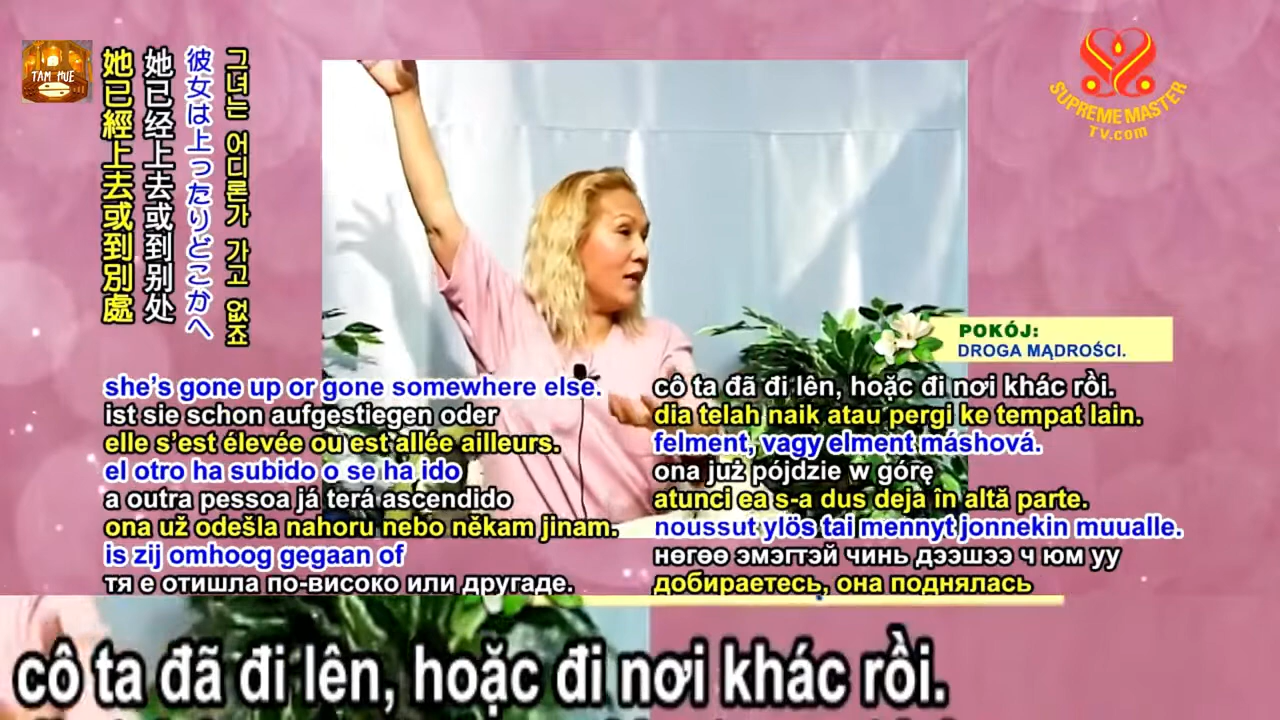 TAM HUE
她已經上去或到別處
她已经上去或到别处
彼女は上ったりどこかへ
그녀는 어디론가 가고 없죠
SUPREME MASTER
TV.com
POKÓJ:
DROGA MĄDROŚCI.
she's gone up or gone somewhere else.
ist sie schon aufgestiegen oder
elle s'est élevée ou est allée ailleurs.
el otro ha subido o se ha ido
a outra pessoa já terá ascendido
ona už odešla nahoru nebo někam jinam.
is zij omhoog gegaan of
тя е отишла по-високо или другаде.
cô ta đã đi lên, hoặc đi nơi khác rồi.
dia telah naik atau pergi ke tempat lain.
felment, vagy elment máshová.
ona już pójdzie w górę
atunci ea s-a dus deja în altă parte.
noussut ylös tai mennyt jonnekin muualle.
нөгөө эмэгтэй чинь дээшээ ч юм уу
добираетесь, она поднялась
cô ta đã đi lên, hoặc đi nơi khác rồi.